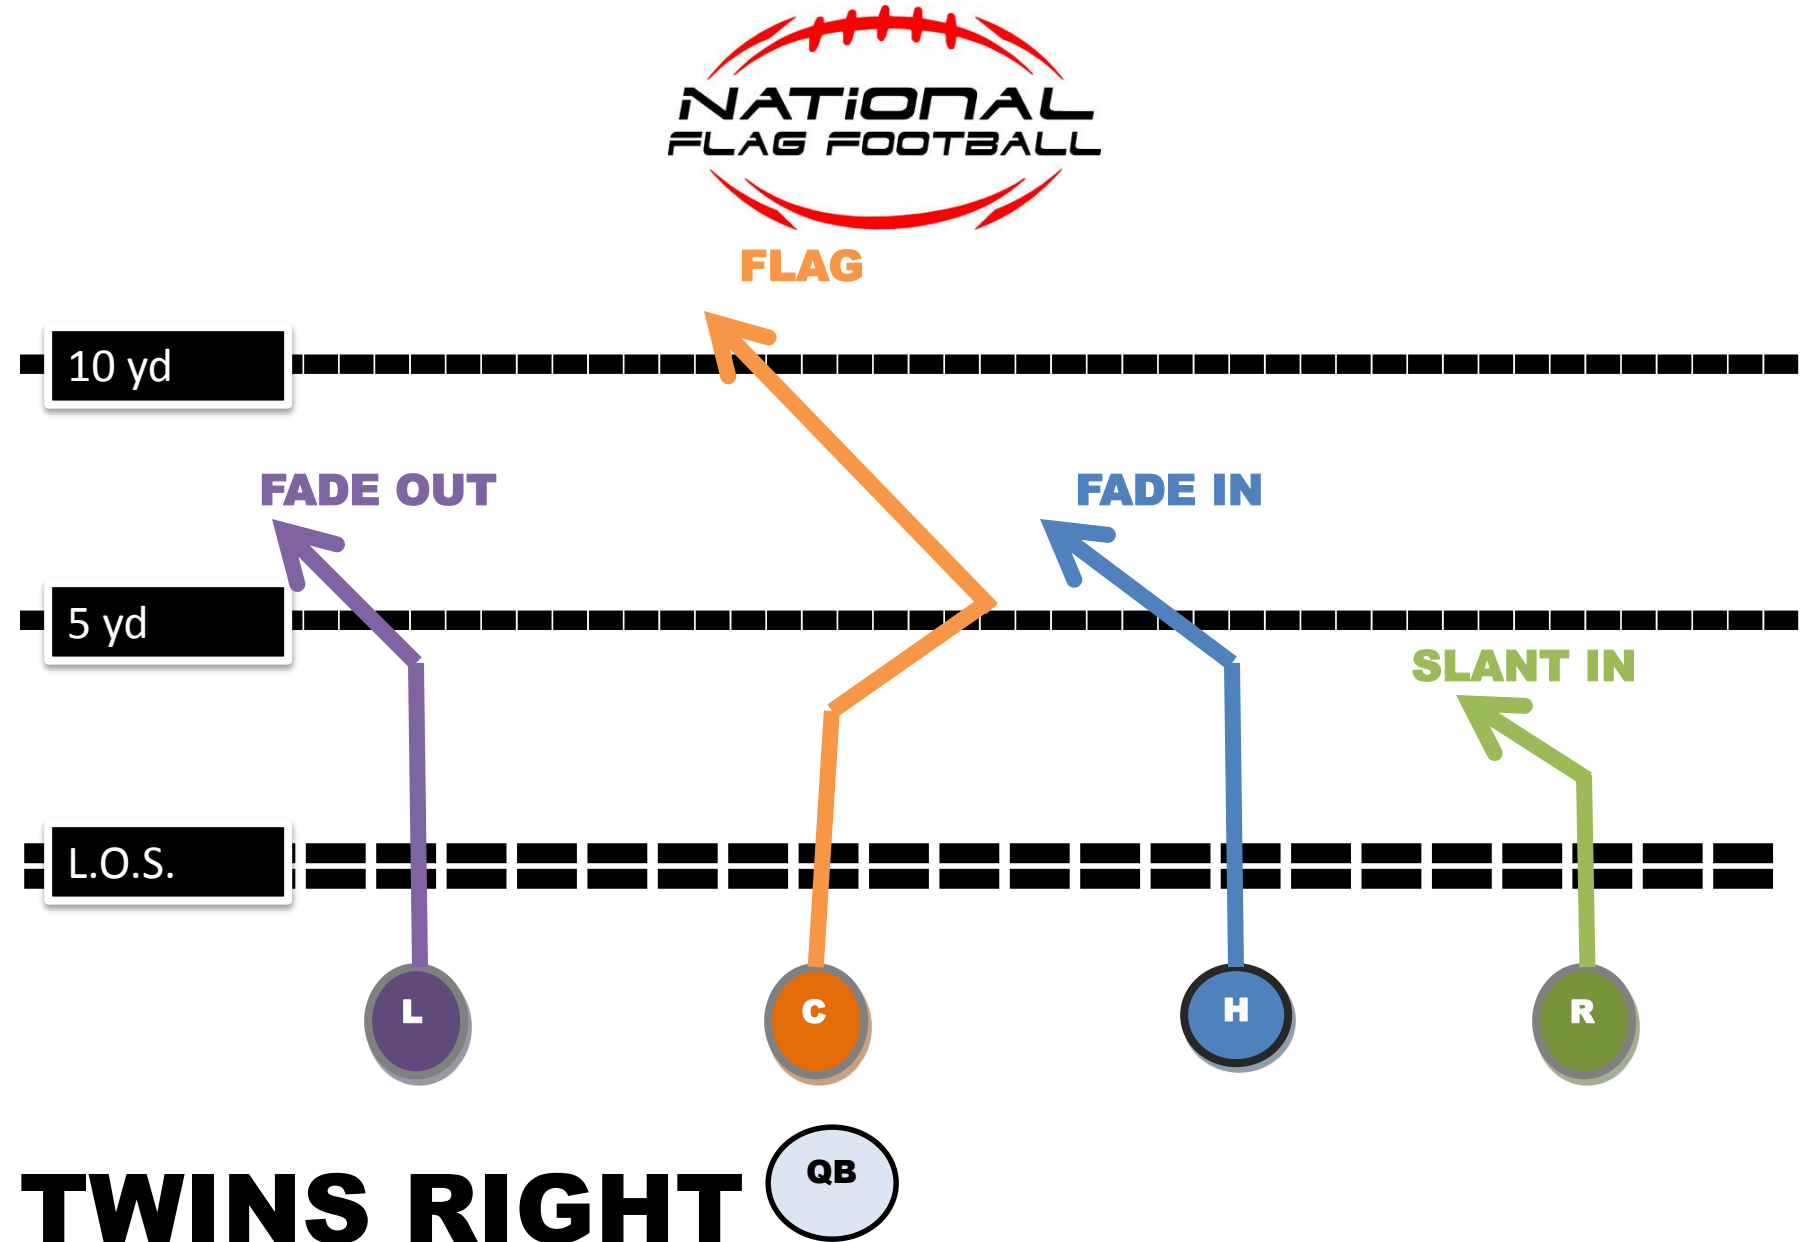 NATIONAL
FLAG FOOTBALL
FLAG
10 yd
FADE OUT
FADE IN
5 yd
SLANT IN
L.O.S.
L
C
H
R
QB
TWINS RIGHT